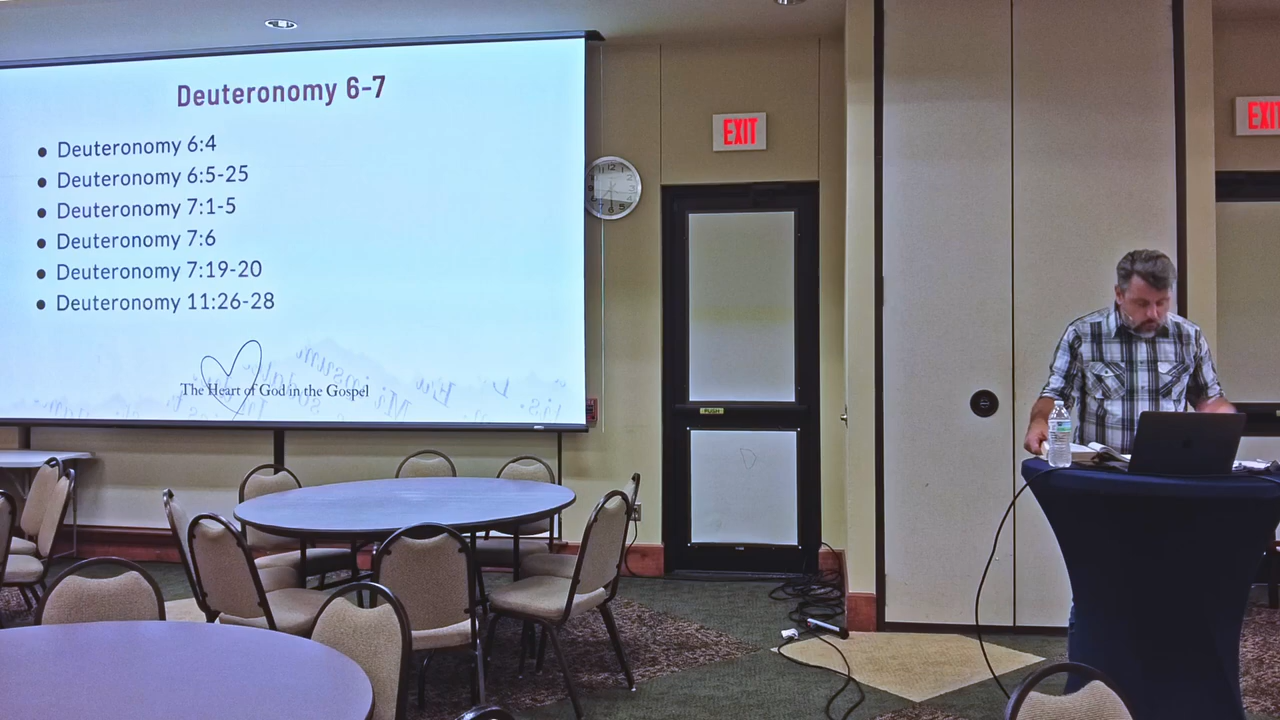 Deuteronomy 6-7
• Deuteronomy 6:4
• Deuteronomy 6:5-25
• Deuteronomy 7:1-5
• Deuteronomy 7:6
• Deuteronomy 7:19-20
• Deuteronomy 11:26-28
The Heart of God in the Gospel
EXIT
EXI
PUSH